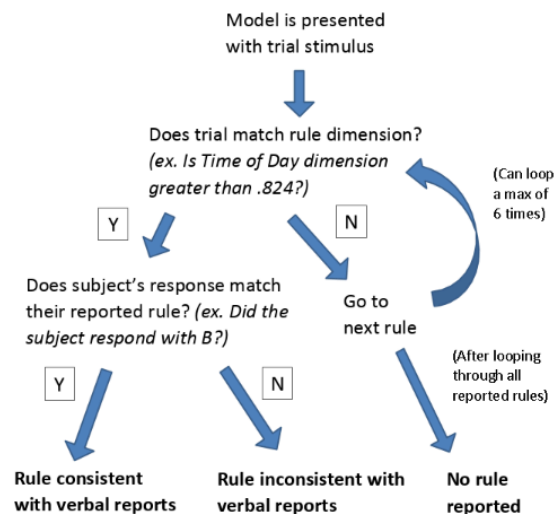 Model is presented
with trial stimulus
Does trial match rule dimension?
(ex. Is Time of Day dimension
greater than .824?)
(Can loop
a max of
6 times)
Y
N
Does subject's response match
their reported rule? (ex. Did the
subject respond with B?)
Go to
next rule
(After looping
through all
reported rules)
Y
N
Rule consistent
with verbal reports
Rule inconsistent with
verbal reports
No rule
reported